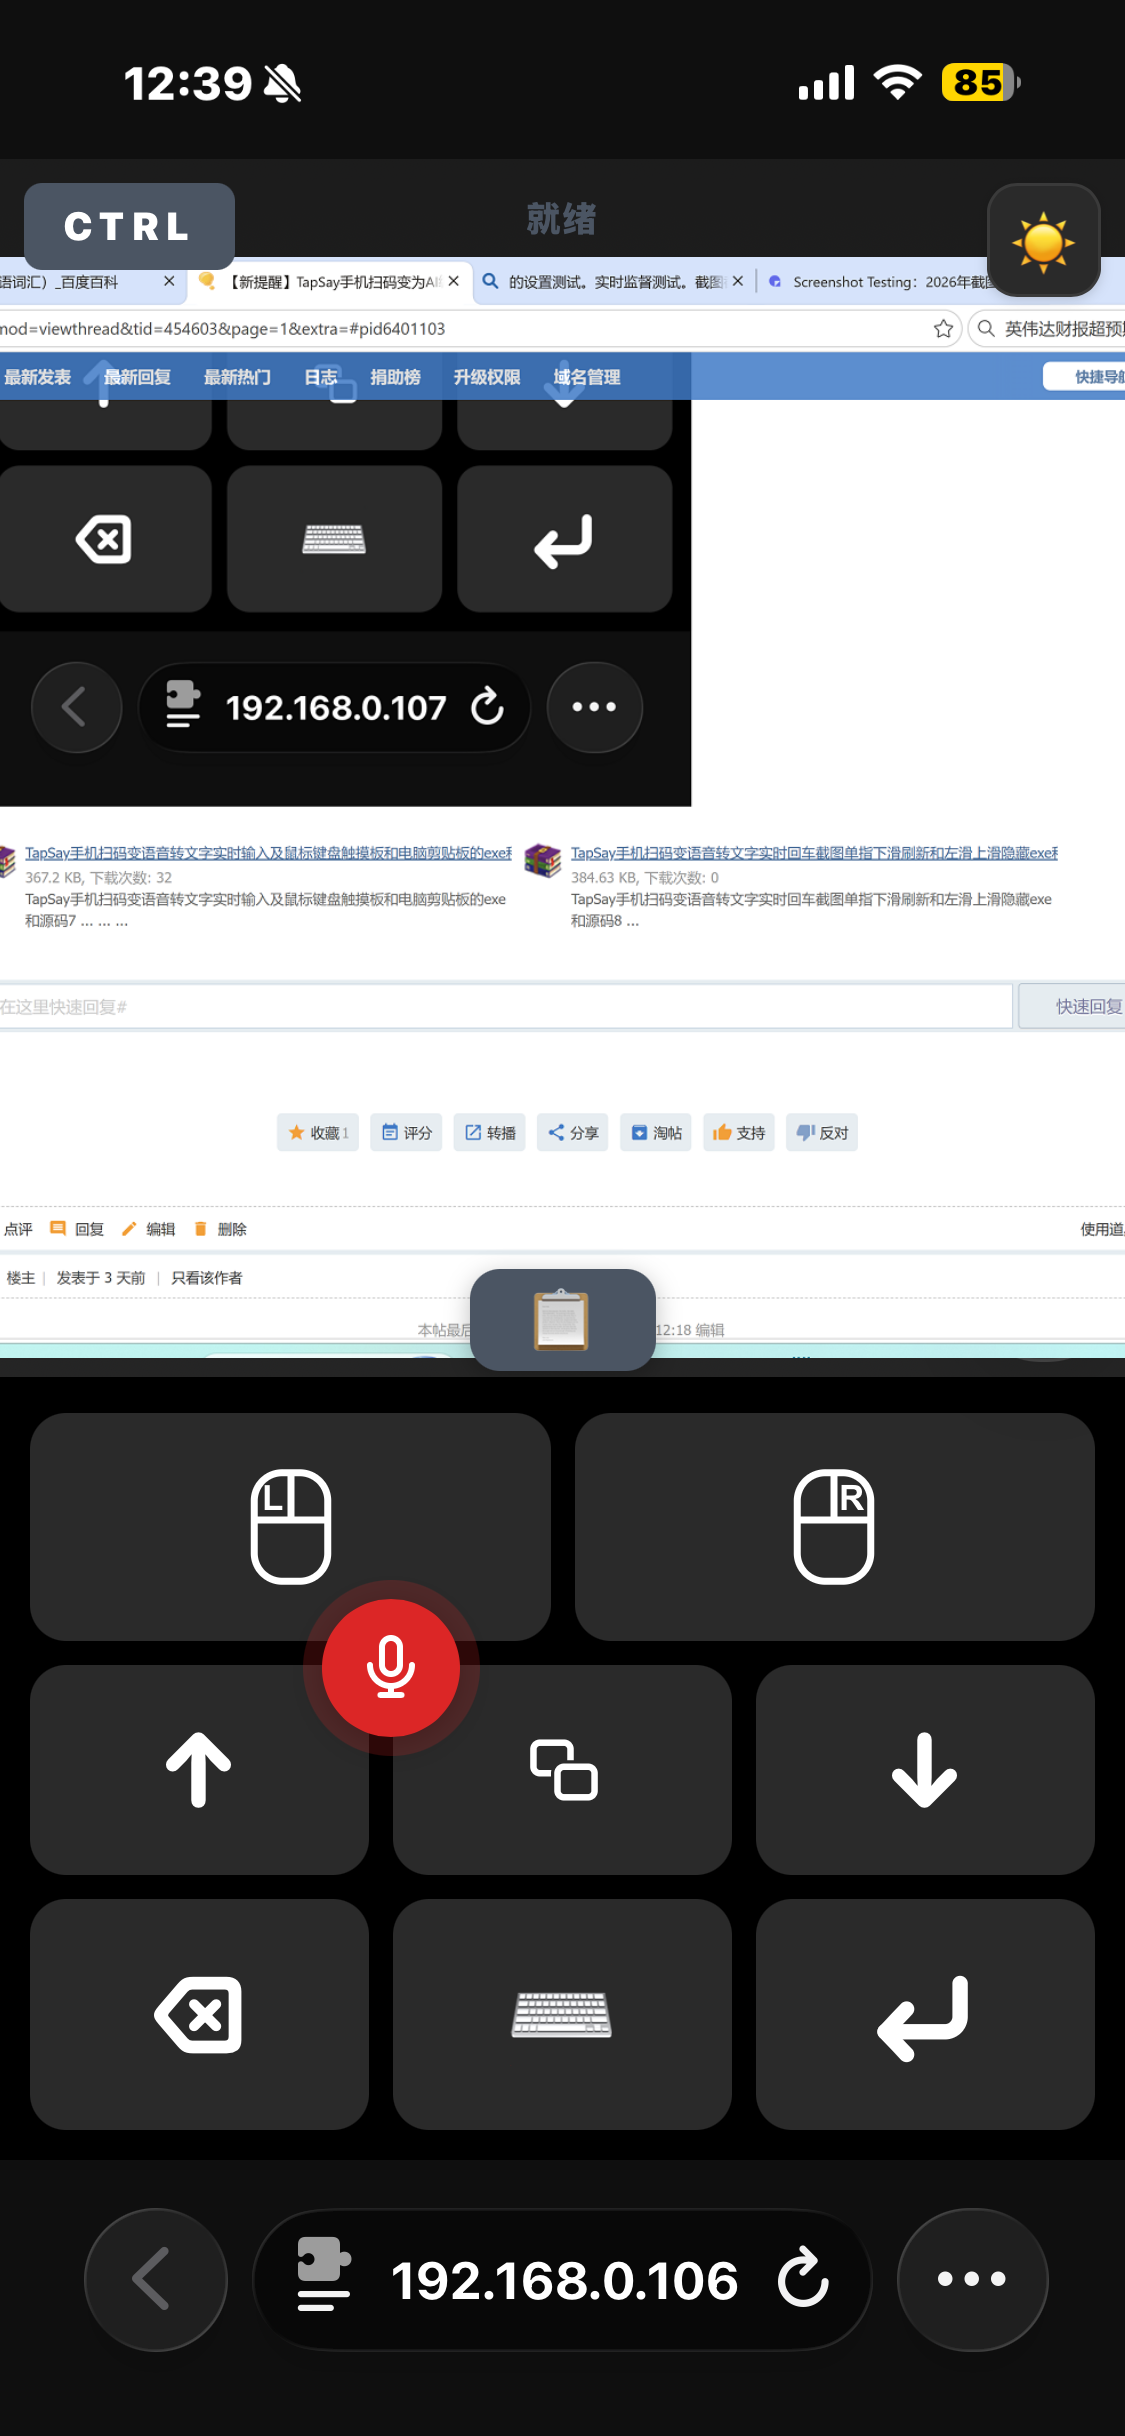 12:39
85
CTRL
就绪
语词汇）_百度百科
【新提醒】TapSay手机扫码变为AI
的设置测试。实时监督测试。截图
Screenshot Testing：2026年截
mod=viewthread&tid=454603&page=1&extra=#pid6401103
英伟达财报超预
最新发表 最新回复 最新热门 日志 捐助榜 升级权限 域名管理
快捷导航
192.168.0.107
TapSay手机扫码变语音转文字实时输入及鼠标键盘触摸板和电脑剪贴板的exe
367.2 KB, 下载次数: 32
TapSay手机扫码变语音转文字实时输入及鼠标键盘触摸板和电脑剪贴板的exe
和源码7 ... ... ...
TapSay手机扫码变语音转文字实时回车截图单指下滑刷新和左滑上滑隐藏exe
384.63 KB, 下载次数: 0
TapSay手机扫码变语音转文字实时回车截图单指下滑刷新和左滑上滑隐藏exe
和源码8 ...
在这里快速回复#
快速回复
收藏 1 评分 转播 分享 淘帖 支持 反对
点评 回复 编辑 删除
使用道
楼主 | 发表于 3 天前 | 只看该作者
本帖最后
12:18 编辑
L
R
192.168.0.106